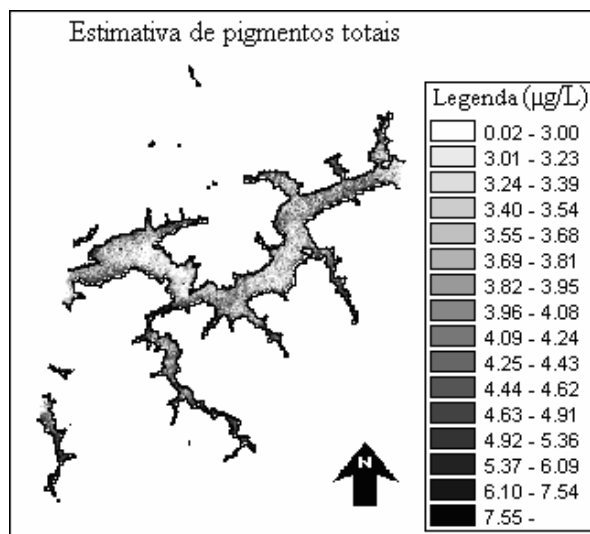 Estimativa de pigmentos totais
Legenda (μg/L)
0.02 - 3.00
3.01 - 3.23
3.24 - 3.39
3.40 - 3.54
3.55 - 3.68
3.69 - 3.81
3.82 - 3.95
3.96 - 4.08
4.09 - 4.24
4.25 - 4.43
4.44 - 4.62
4.63 - 4.91
4.92 - 5.36
5.37 - 6.09
6.10 - 7.54
7.55 -
N